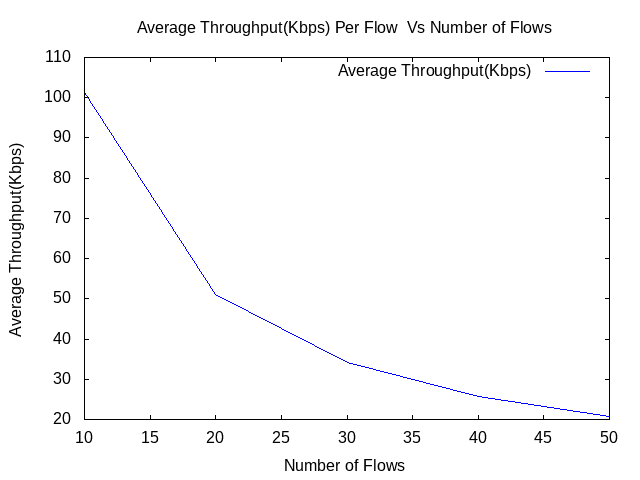 Average Throughput(Kbps) Per Flow  Vs Number of Flows
110
100
90
80
70
60
50
40
30
20
Average Throughput(Kbps)
Average Throughput(Kbps)
10 15 20 25 30 35 40 45 50
Number of Flows